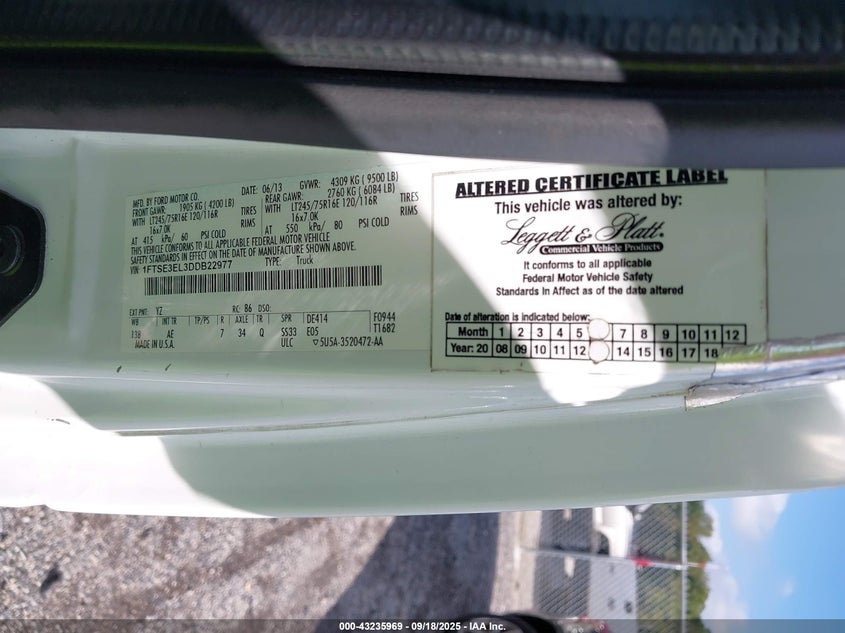 MFD. BY FORD MOTOR CO.
DATE: 06/13 GVWR: 4309 KG ( 9500 LB)
FRONT GAWR: 1905 KG ( 4200 LB) REAR GAWR: 2760 KG ( 6084 LB)
WITH LT245/75R16E 120/116R TIRES WITH LT245/75R16E 120/116R TIRES
16x7.0K RIMS 16x7.0K RIMS
AT 415 kPa/ 60 PSI COLD AT 550 kPa/ 80 PSI COLD
THIS VEHICLE CONFORMS TO ALL APPLICABLE FEDERAL MOTOR VEHICLE
SAFETY STANDARDS IN EFFECT ON THE DATE OF MANUFACTURE SHOWN ABOVE.
VIN: 1FTSE3EL3DDB22977 TYPE: Truck
EXT PNT: YZ RC: B6 DSO: F0944
WB INT TR TP/PS R AXLE TR SPR DE414 T1682
138 AE 7 34 Q SS33 E05
MADE IN U.S.A. ULC 5U5A-3520472-AA
ALTERED CERTIFICATE LABEL
This vehicle was altered by:
Leggett & Platt
Commercial Vehicle Products
It conforms to all applicable
Federal Motor Vehicle Safety
Standards In Affect as of the date altered
Date of alteration is indicated below:
Month 1 2 3 4 5 7 8 9 10 11 12
Year: 20 08 09 10 11 12 14 15 16 17 18
000-43235969 - 09/18/2025 - IAA Inc.